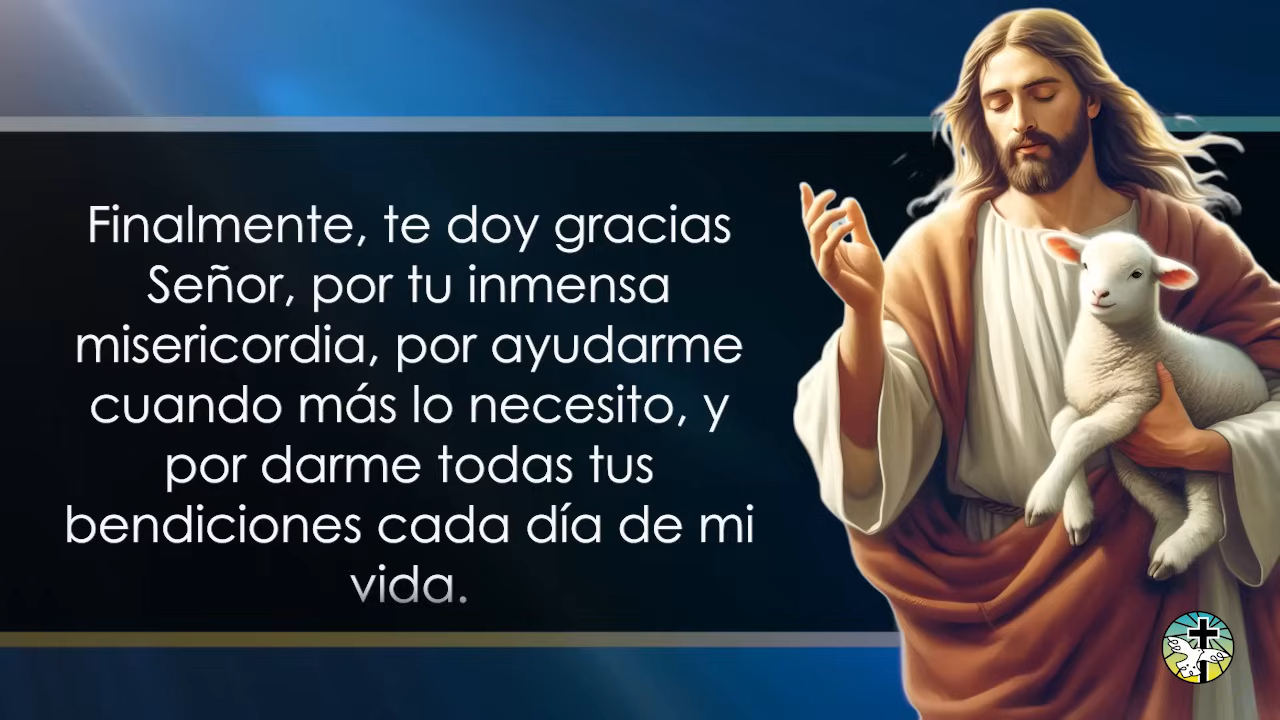 Finalmente, te doy gracias
Señor, por tu inmensa
misericordia, por ayudarme
cuando más lo necesito, y
por darme todas tus
bendiciones cada día de mi
vida.